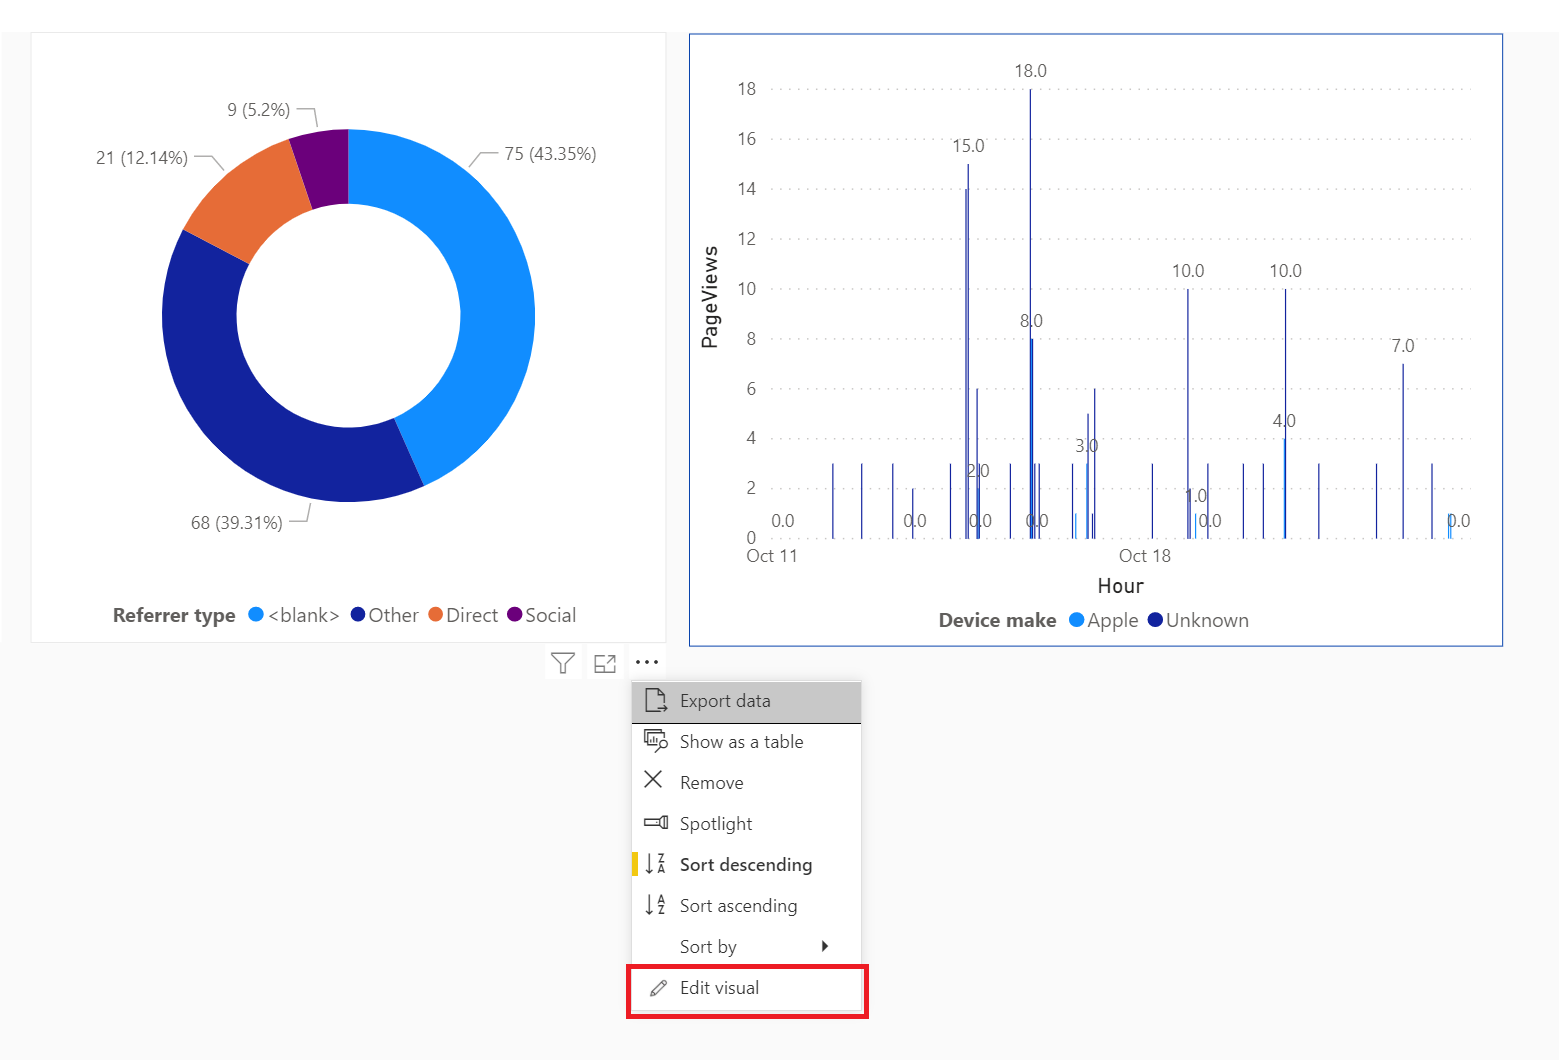 9 (5.2%)
21 (12.14%)
75 (43.35%)
68 (39.31%)
Referrer type <blank> Other Direct Social
18.0
18
16
15.0
14
12
10.0 10.0
10
PageViews
8.0
8
7.0
6
4.0
4
3.0
2.0
2
1.0
0.0 0.0 0.0 0.0 0.0 0.0
0
Oct 11 Oct 18
Hour
Device make Apple Unknown
Export data
Show as a table
Remove
Spotlight
Sort descending
Sort ascending
Sort by
Edit visual